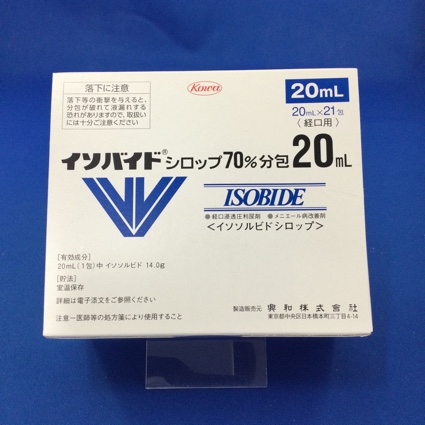 落下に注意
落下等の衝撃を与えると、
分包が破れて液漏れする
恐れがありますので、取扱い
には十分ご注意ください
Kowa
20mL
20mL×21包
〈経口用〉
イソバイド®シロップ70%分包20mL
ISOBIDE
●経口浸透圧利尿剤 ●メニエール病改善剤
<イソソルビドシロップ>
[有効成分]
20mL(1包)中 イソソルビド 14.0g
[貯法]
室温保存
詳細は電子添文をご参照ください
注意-医師等の処方箋により使用すること
製造販売元 興和株式会社
東京都中央区日本橋本町三丁目4-14